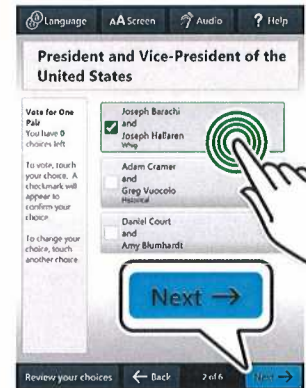 Language AA Screen Audio ? Help
President and Vice-President of the
United States
Vote for One
Pair
You have 0
choices left
To vote, touch
your choice. A
checkmark will
appear to
confirm your
choice.
To change your
choice, touch
another choice.
Joseph Barachi
and
Joseph Hallaren
Whig
Adam Cramer
and
Greg Vuocolo
Historical
Daniel Court
and
Amy Blumhardt
Next →
Review your choices ← Back 2 of 6 Next →